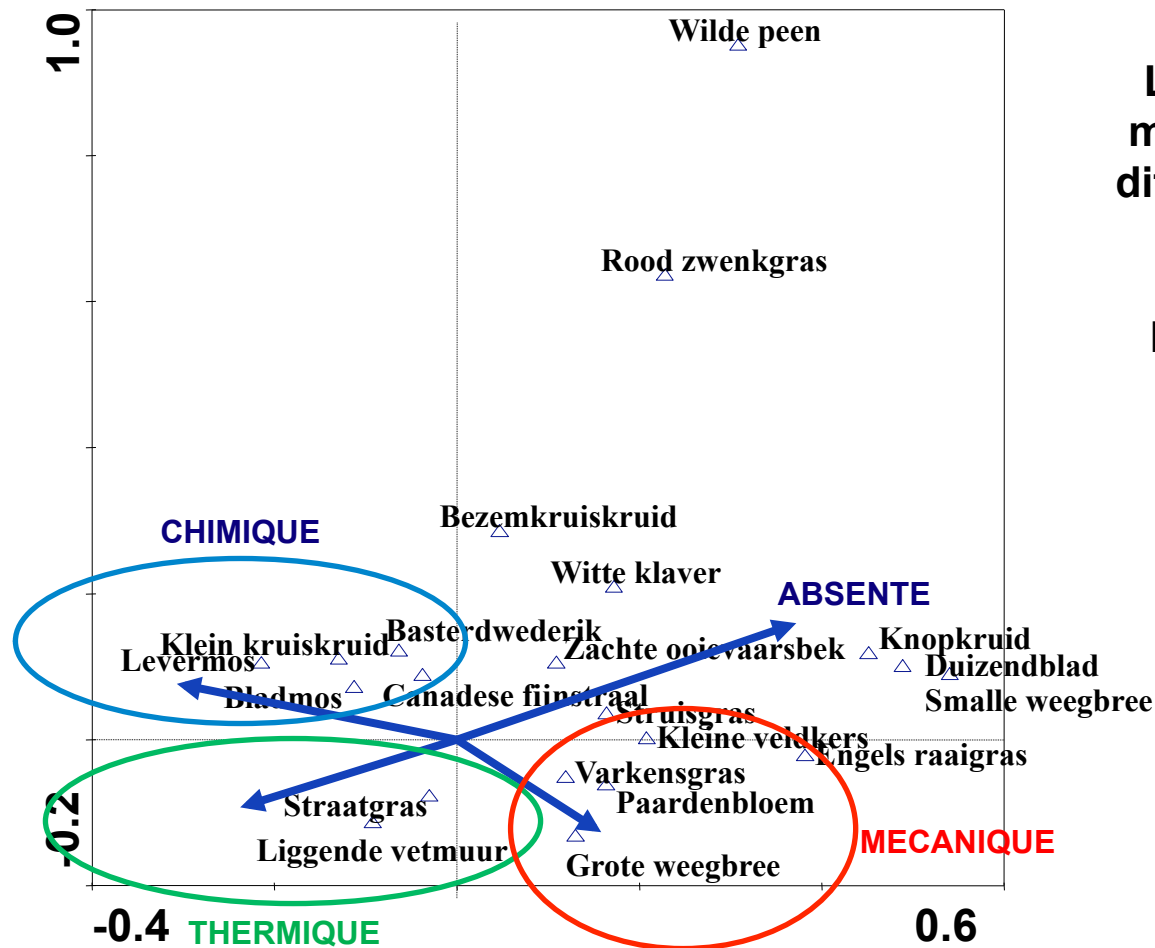 1.0
Wilde peen
L
m
dif
Rood zwenkgras
Bezemkruiskruid
CHIMIQUE
Witte klaver
ABSENTE
Klein kruiskruid
Basterdwederik
Zachte ooievaarsbek
Knopkruid
Levermos
Duizendblad
Bladmos
Canadese fijnstraal
Smalle weegbree
Struisgras
Kleine veldkers
Engels raaigras
Varkensgras
Straatgras
Paardenbloem
-0.2
Liggende vetmuur
Grote weegbree
MECANIQUE
-0.4
THERMIQUE
0.6